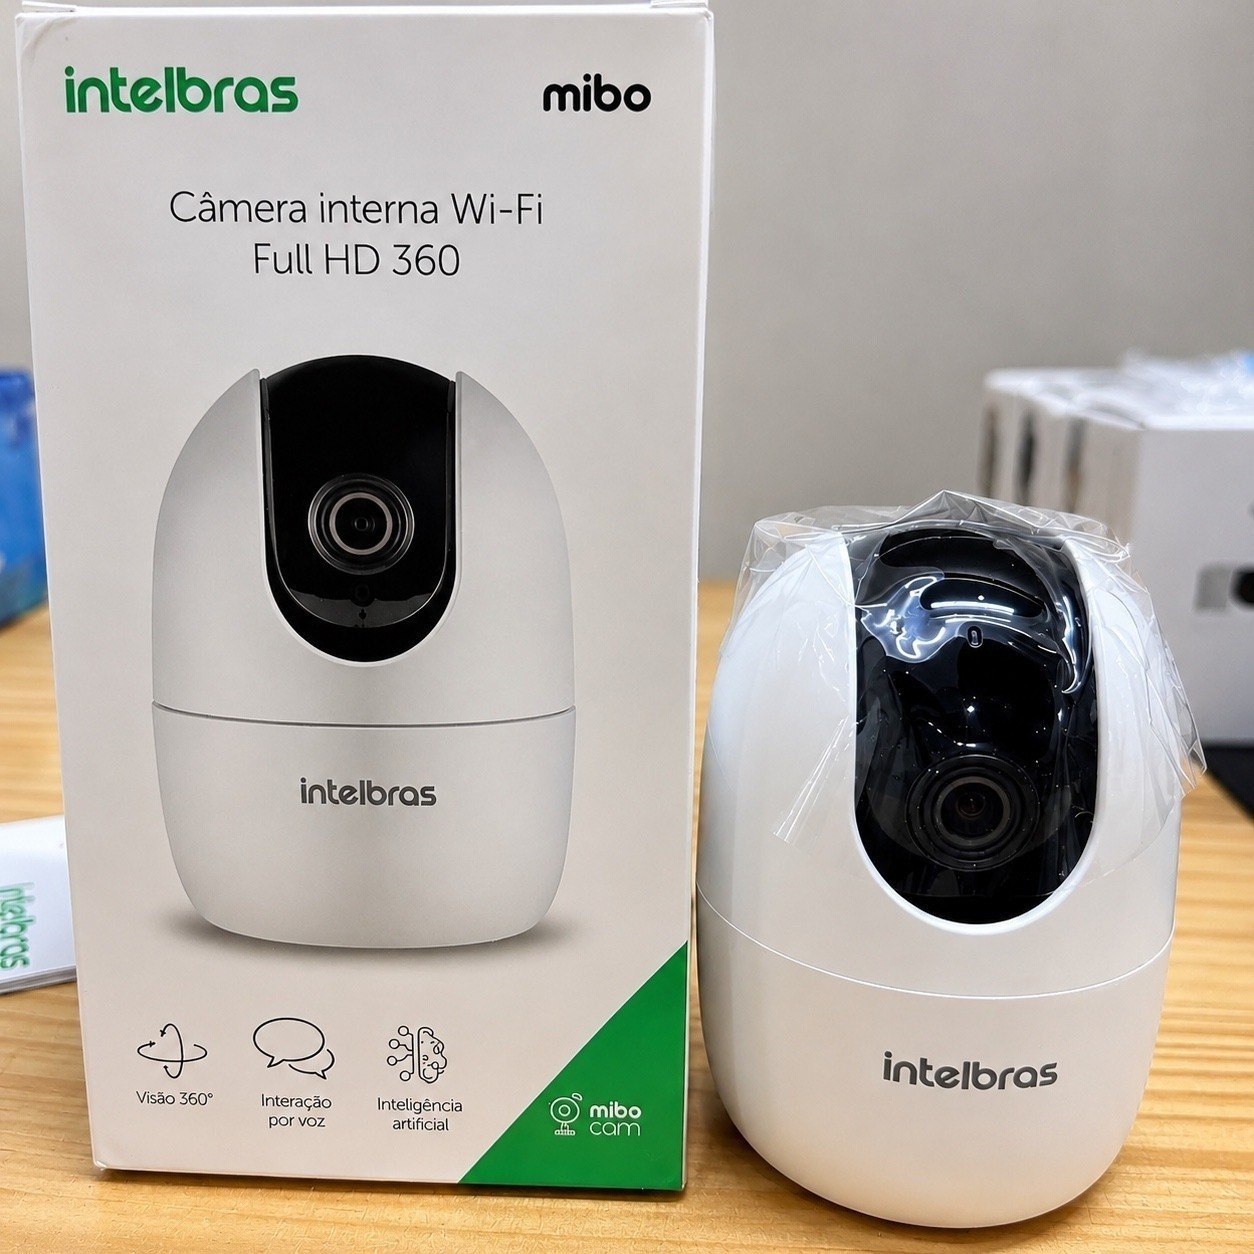 intelbras
mibo
Câmera interna Wi-Fi
Full HD 360
intelbras
Visão 360°
Interação
por voz
Inteligência
artificial
mibo
cam
intelbras
intelbras